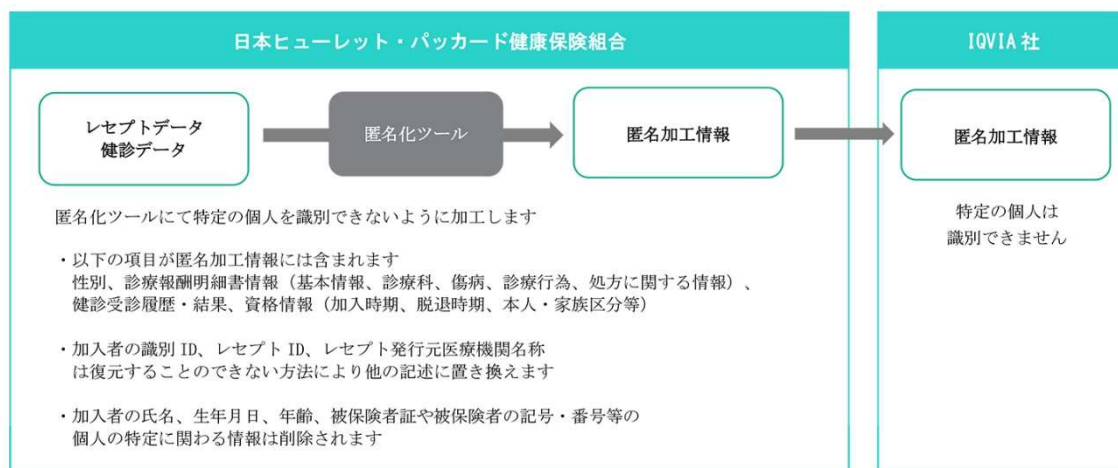 日本ヒューレット・パッカード健康保険組合
レセプトデータ
健診データ
匿名化ツール
匿名加工情報
匿名化ツールにて特定の個人を識別できないように加工します
・以下の項目が匿名加工情報には含まれます
性別、診療報酬明細書情報（基本情報、診療科、傷病、診療行為、処方に関する情報）、
健診受診履歴・結果、資格情報（加入時期、脱退時期、本人・家族区分等）
・加入者の識別 ID、レセプト ID、レセプト発行元医療機関名称
は復元することのできない方法により他の記述に置き換えます
・加入者の氏名、生年月日、年齢、被保険者証や被保険者の記号・番号等の
個人の特定に関わる情報は削除されます
IQVIA 社
匿名加工情報
特定の個人は
識別できません